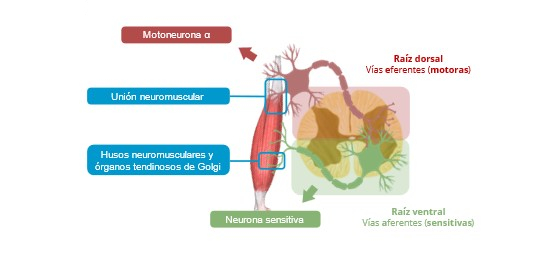 Motoneurona α
Raíz dorsal
Vías eferentes (motoras)
Unión neuromuscular
Husos neuromusculares y
órganos tendinosos de Golgi
Neurona sensitiva
Raíz ventral
Vías aferentes (sensitivas)